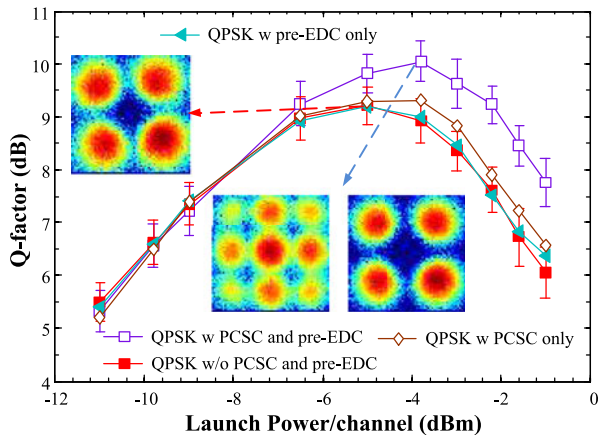 QPSK w pre-EDC only
11
10
9
8
7
6
5
4
Q-factor (dB)
QPSK w PCSC and pre-EDC
QPSK w PCSC only
QPSK w/o PCSC and pre-EDC
-12
-10
-8
-6
-4
-2
0
Launch Power/channel (dBm)